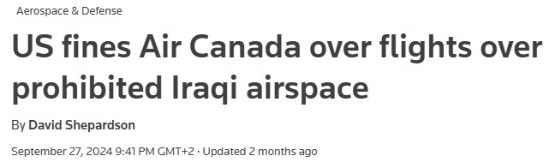 Aerospace & Defense
US fines Air Canada over flights over
prohibited Iraqi airspace
By David Shepardson
September 27, 2024 9:41 PM GMT+2 · Updated 2 months ago